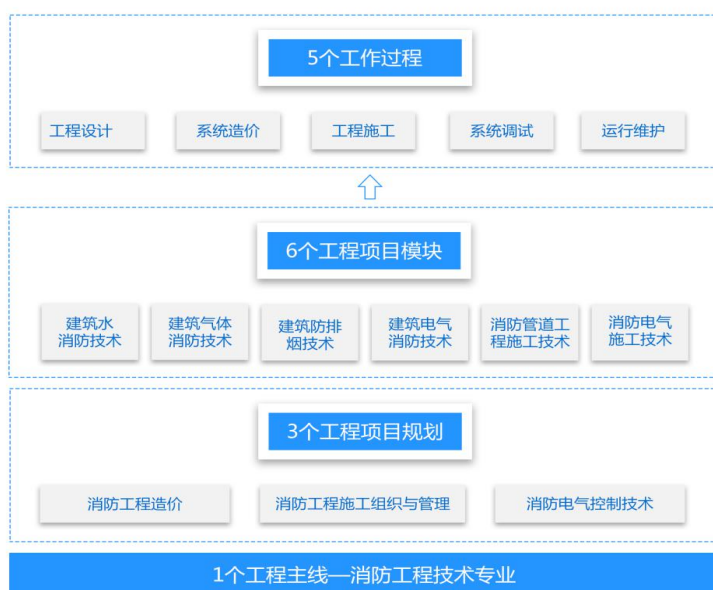 5个工作过程
工程设计
系统造价
工程施工
系统调试
运行维护
6个工程项目模块
建筑水
消防技术
建筑气体
消防技术
建筑防排
烟技术
建筑电气
消防技术
消防管道工
程施工技术
消防电气
施工技术
3个工程项目规划
消防工程造价
消防工程施工组织与管理
消防电气控制技术
1个工程主线—消防工程技术专业